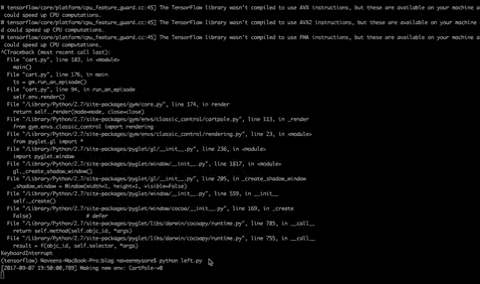 W tensorflow/core/platform/cpu_feature_guard.cc:45] The TensorFlow library wasn't compiled to use AVX instructions, but these are available on your machine a
could speed up CPU computations.
W tensorflow/core/platform/cpu_feature_guard.cc:45] The TensorFlow library wasn't compiled to use AVX2 instructions, but these are available on your machine
d could speed up CPU computations.
W tensorflow/core/platform/cpu_feature_guard.cc:45] The TensorFlow library wasn't compiled to use FMA instructions, but these are available on your machine a
could speed up CPU computations.
^CTraceback (most recent call last):
File "cart.py", line 183, in <module>
main()
File "cart.py", line 176, in main
ts = gm.run_an_episode()
File "cart.py", line 94, in run_an_episode
self.env.render()
File "/Library/Python/2.7/site-packages/gym/core.py", line 174, in render
return self._render(mode=mode, close=close)
File "/Library/Python/2.7/site-packages/gym/envs/classic_control/cartpole.py", line 113, in _render
from gym.envs.classic_control import rendering
File "/Library/Python/2.7/site-packages/gym/envs/classic_control/rendering.py", line 23, in <module>
from pyglet.gl import *
File "/Library/Python/2.7/site-packages/pyglet/gl/__init__.py", line 236, in <module>
import pyglet.window
File "/Library/Python/2.7/site-packages/pyglet/window/__init__.py", line 1817, in <module>
gl._create_shadow_window()
File "/Library/Python/2.7/site-packages/pyglet/gl/__init__.py", line 205, in _create_shadow_window
_shadow_window = Window(width=1, height=1, visible=False)
File "/Library/Python/2.7/site-packages/pyglet/window/__init__.py", line 559, in __init__
self._create()
File "/Library/Python/2.7/site-packages/pyglet/window/cocoa/__init__.py", line 169, in _create
False) # defer
File "/Library/Python/2.7/site-packages/pyglet/libs/darwin/cocoapy/runtime.py", line 785, in __call__
return self.method(self.objc_id, *args)
File "/Library/Python/2.7/site-packages/pyglet/libs/darwin/cocoapy/runtime.py", line 755, in __call__
result = f(objc_id, self.selector, *args)
KeyboardInterrupt
(tensorflow) Naveens-MacBook-Pro:blog naveenmysore$ python left.py
[2017-09-07 19:50:00,789] Making new env: CartPole-v0